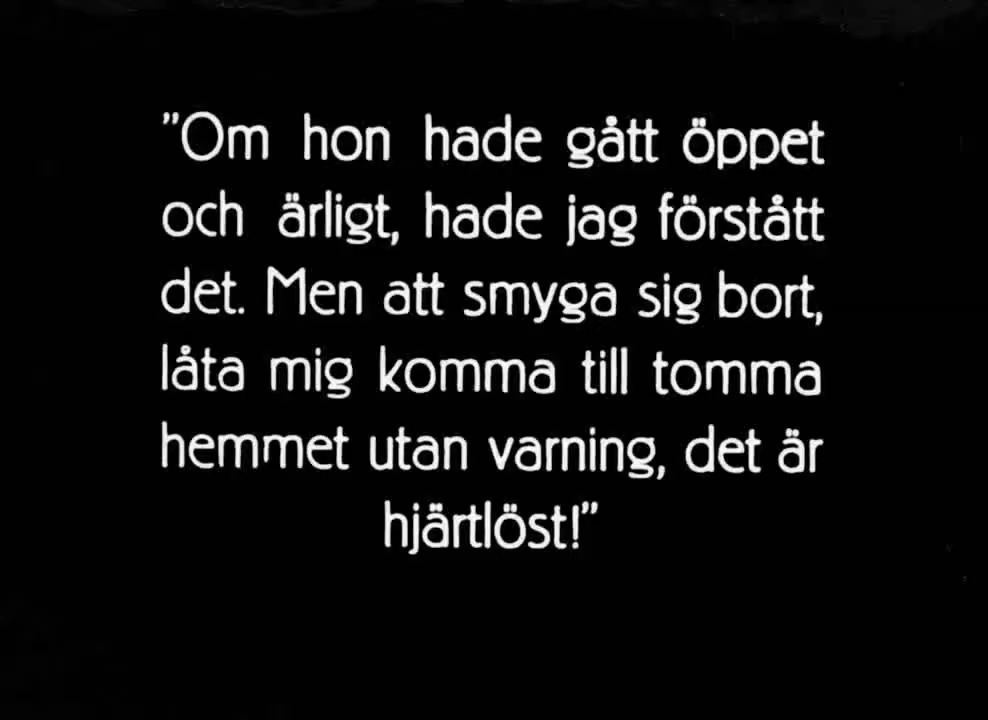 ”Om hon hade gått öppet
och ärligt, hade jag förstått
det. Men att smyga sig bort,
låta mig komma till tomma
hemmet utan varning, det är
hjärtlöst!”